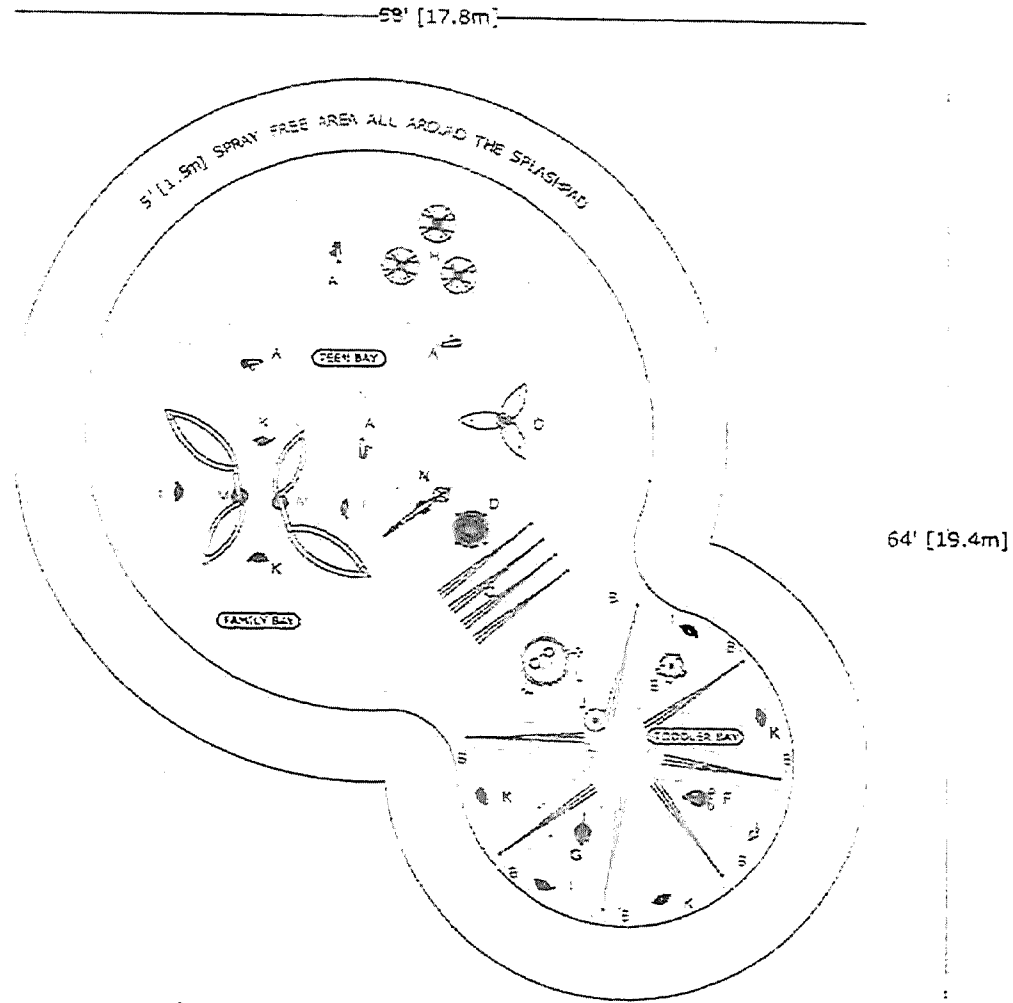 59' [17.8m]
5' [1.5m] SPRAY FREE AREA ALL AROUND THE SPLASHPAD
H
A
A
TEEN BAY
A
K
A
C
N
D
K
FAMILY BAY
B
B
E
TODDLER BAY
K
B
B
K
F
G
B
B
K
B
64' [19.4m]